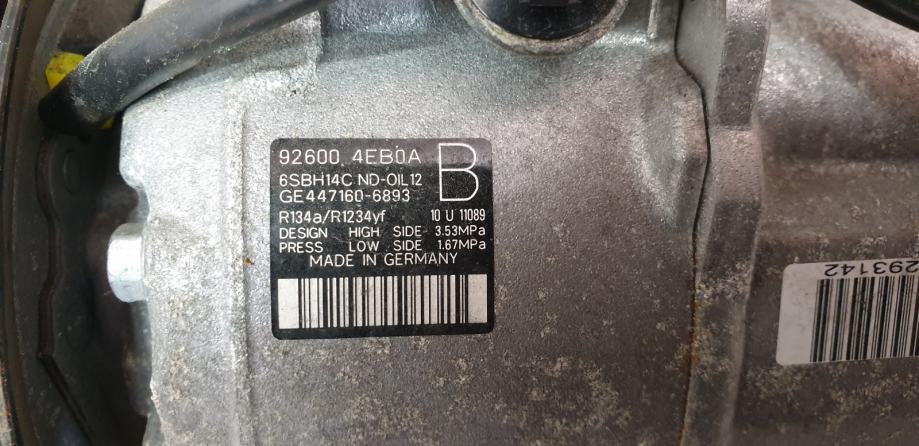 92600 4EB0A
B
6SBH14C ND-OIL12
GE447160-6893
R134a/R1234yf 10 U 11089
DESIGN HIGH SIDE 3.53MPa
PRESS LOW SIDE 1.67MPa
MADE IN GERMANY
293142